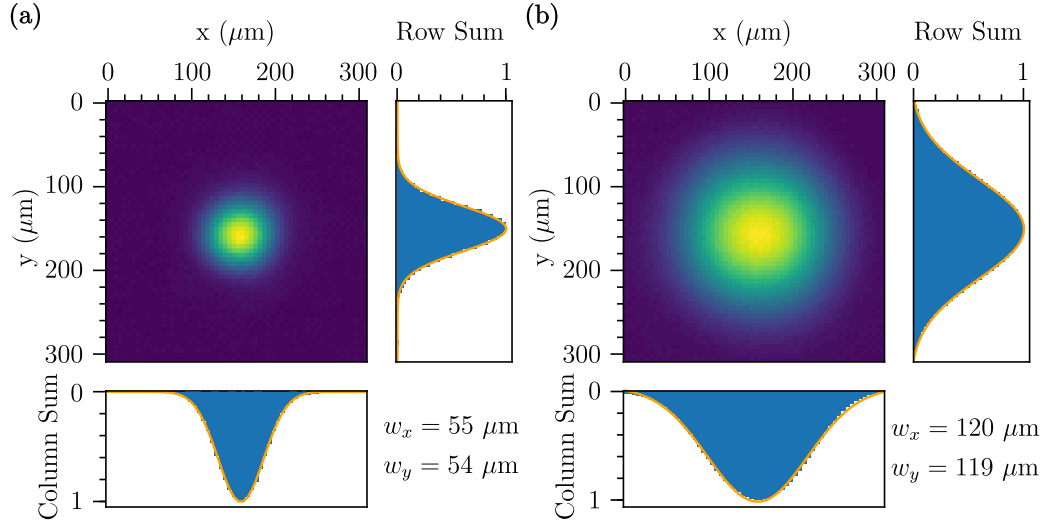 (a)
x (μm)
Row Sum
0 100 200 300
0 1
y (μm)
0
100
200
300
Column Sum
0
1
w_x = 55 μm
w_y = 54 μm
(b)
x (μm)
Row Sum
0 100 200 300
0 1
y (μm)
0
100
200
300
Column Sum
0
1
w_x = 120 μm
w_y = 119 μm